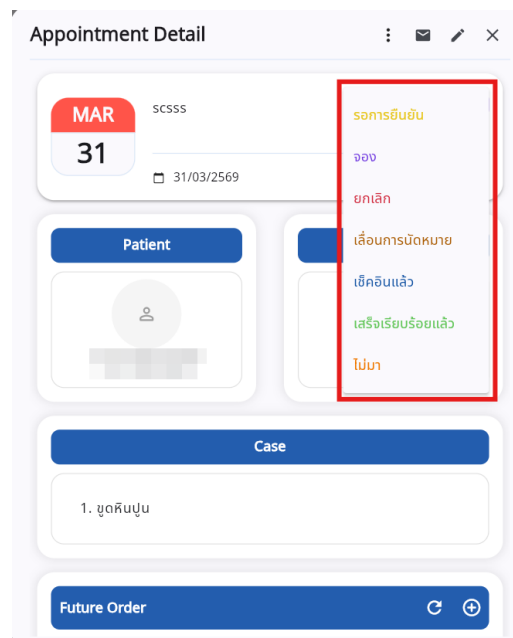 Appointment Detail
MAR
31
scsss
31/03/2569
รอการยืนยัน
จอง
ยกเลิก
เลื่อนการนัดหมาย
เช็คอินแล้ว
เสร็จเรียบร้อยแล้ว
ไม่มา
Patient
Case
1. ขูดหินปูน
Future Order